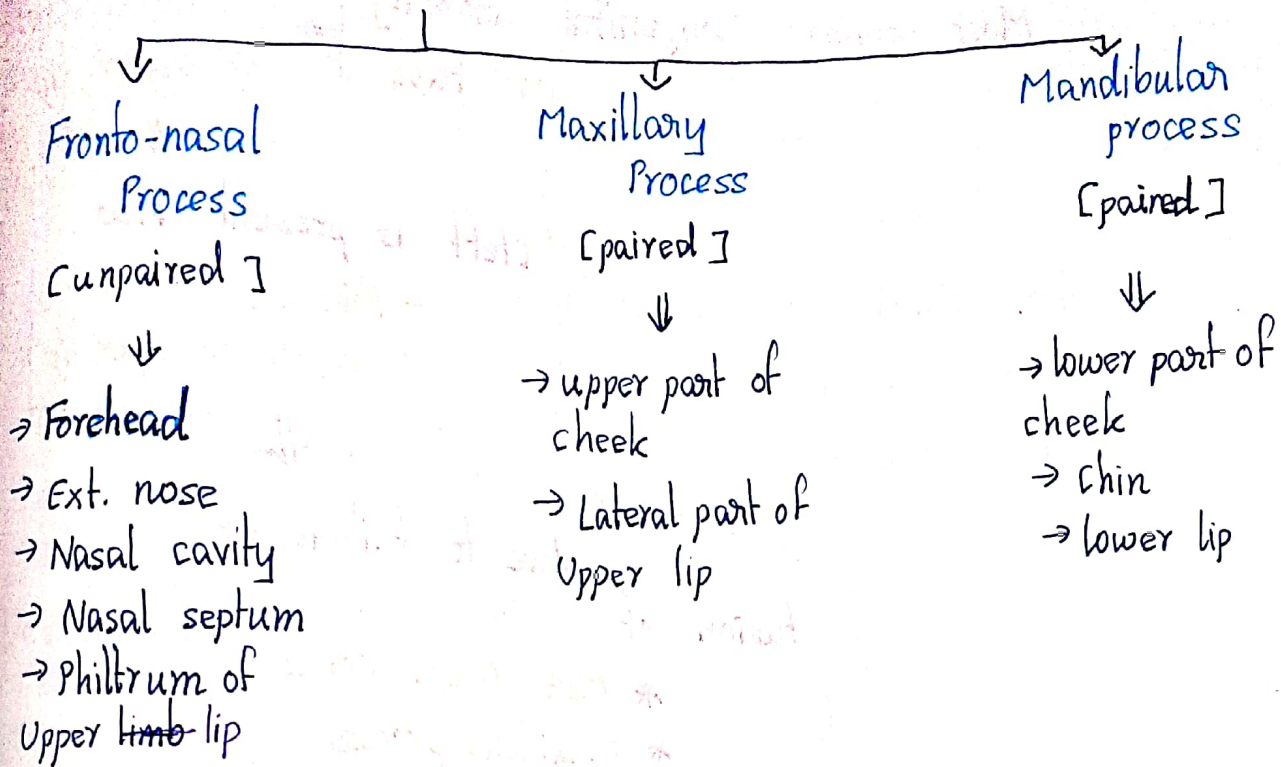 Fronto-nasal
Process
[unpaired]
⇓
→ Forehead
→ Ext. nose
→ Nasal cavity
→ Nasal septum
→ Philtrum of
Upper limb lip
Maxillary
Process
[paired]
⇓
→ upper part of
cheek
→ Lateral part of
Upper lip
Mandibular
process
[paired]
⇓
→ lower part of
cheek
→ Chin
→ lower lip